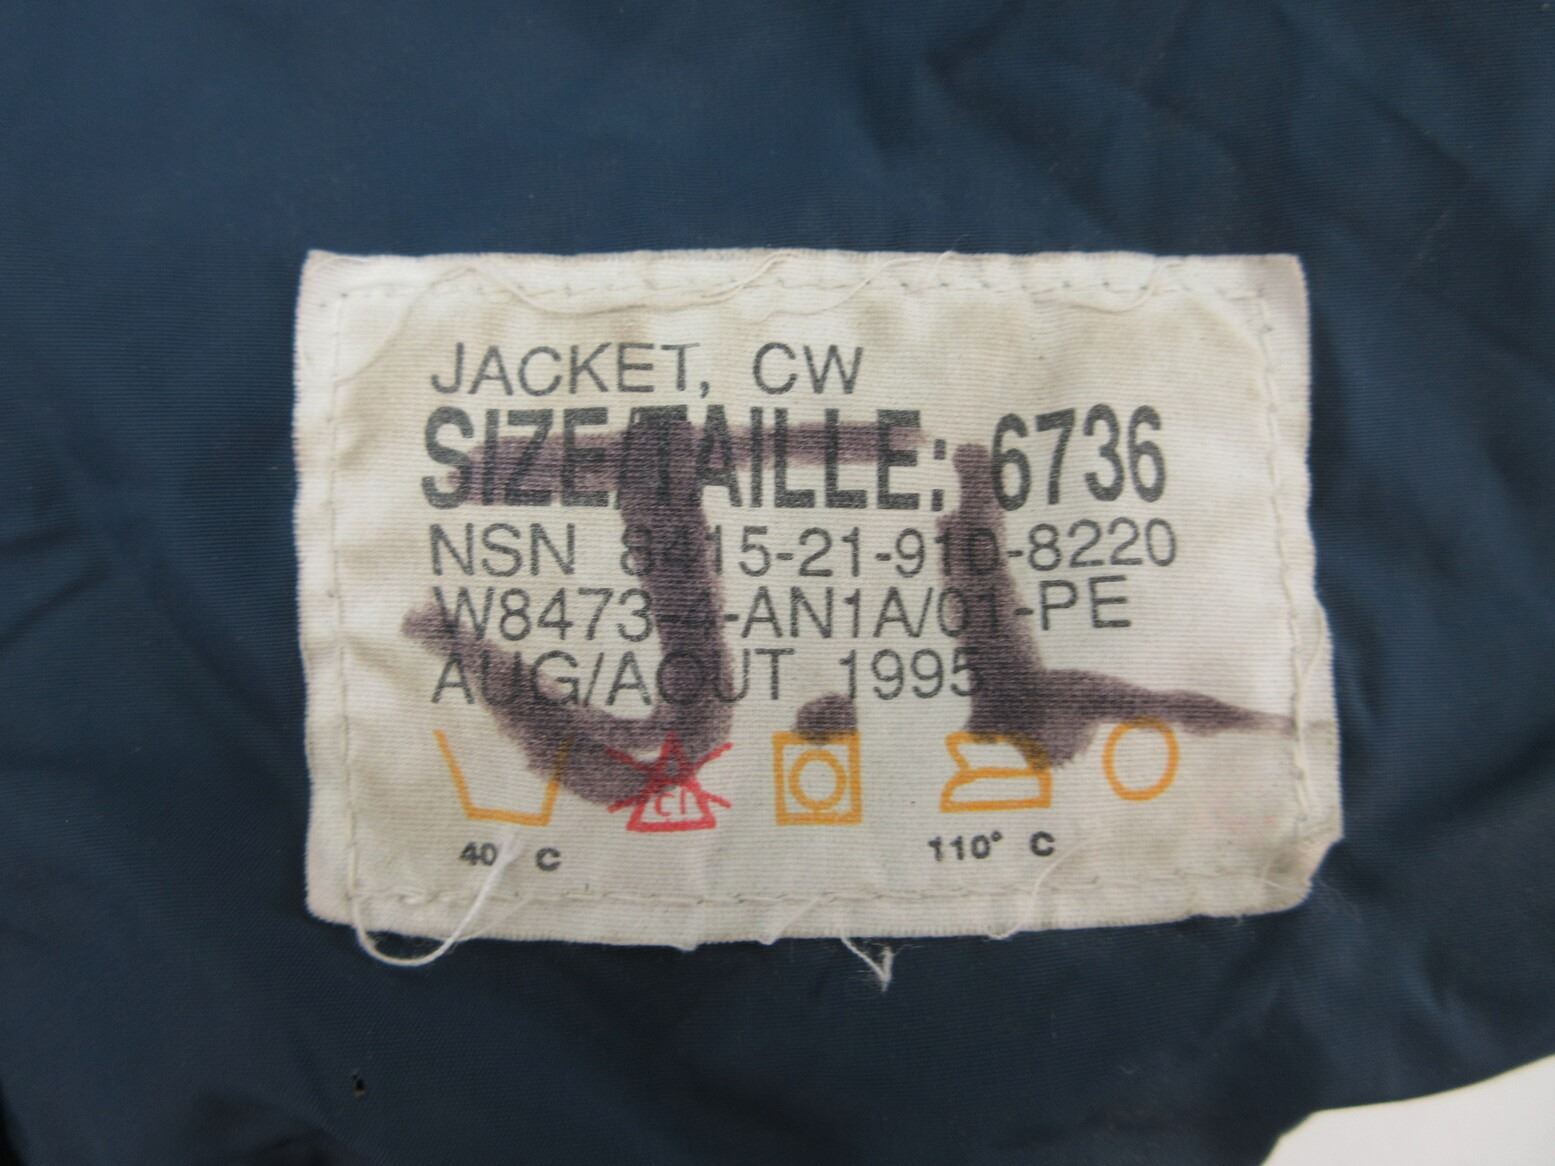 JACKET, CW
SIZE/TAILLE: 6736
NSN 8415-21-910-8220
W8473-4-AN1A/01-PE
AUG/AOUT 1995
J.L
Cl
40° C
110° C